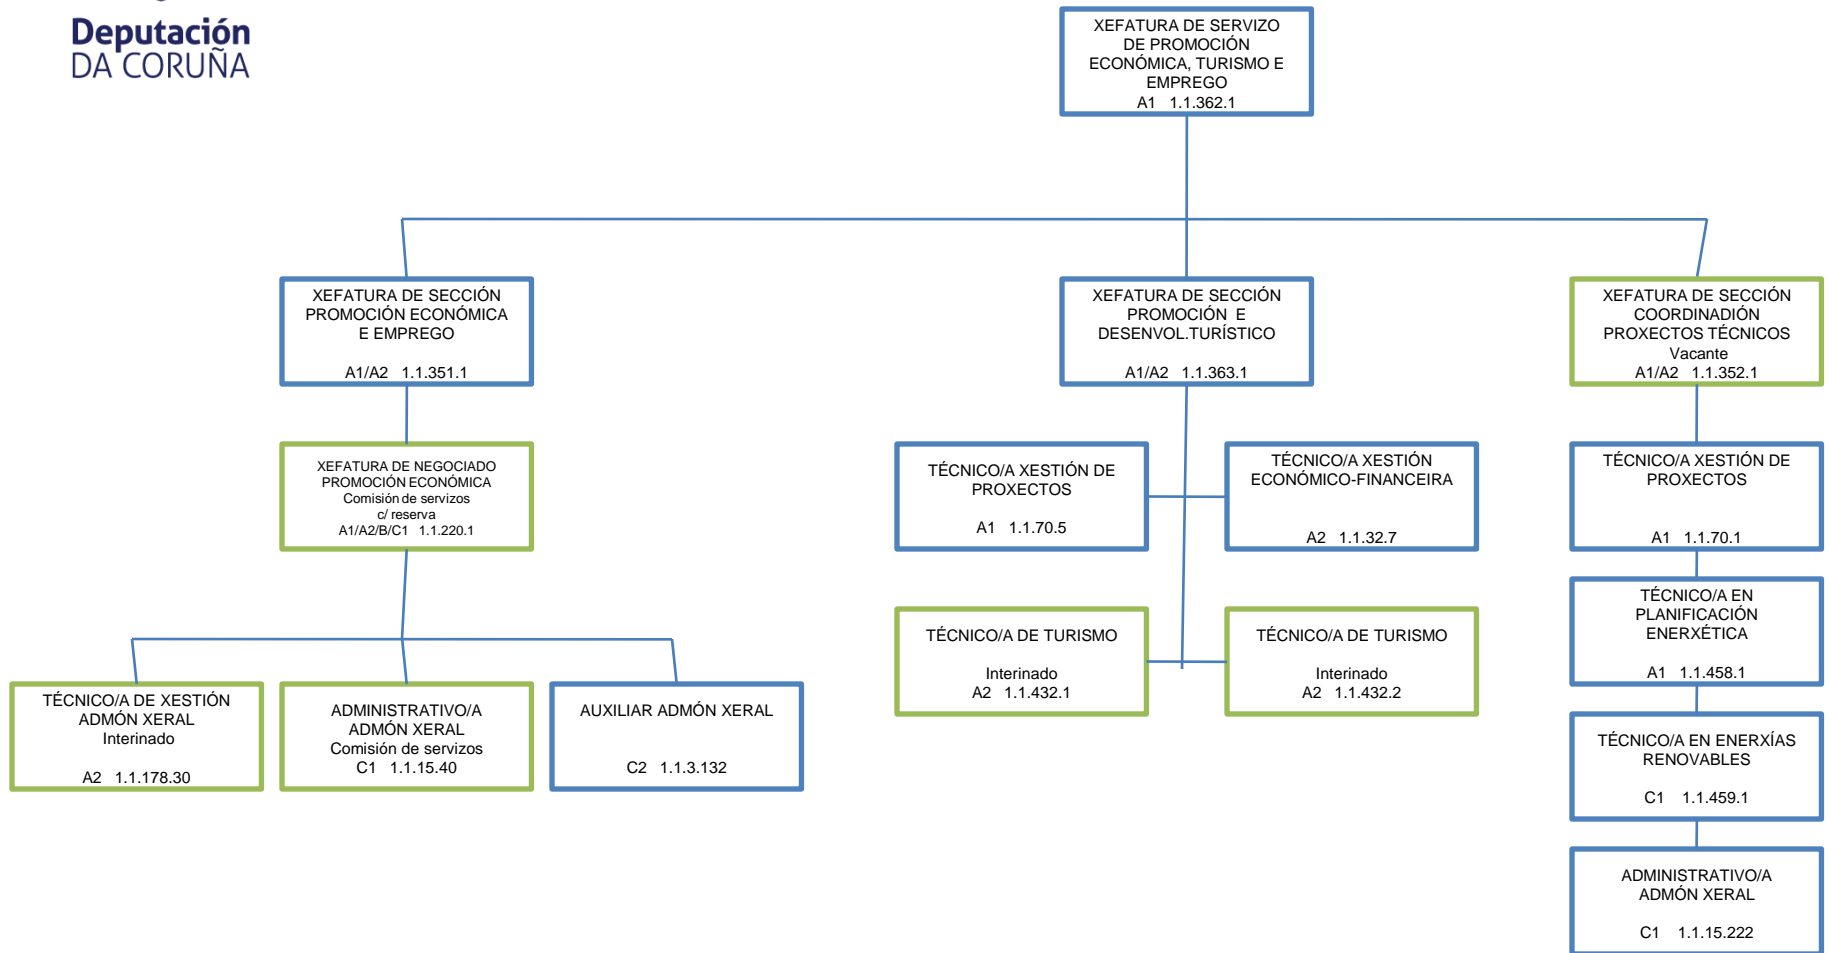 Deputación
DA CORUÑA
XEFATURA DE SERVIZO
DE PROMOCIÓN
ECONÓMICA, TURISMO E
EMPREGO
A1 1.1.362.1
XEFATURA DE SECCIÓN
PROMOCIÓN ECONÓMICA
E EMPREGO
A1/A2 1.1.351.1
XEFATURA DE SECCIÓN
PROMOCIÓN E
DESENVOL.TURÍSTICO
A1/A2 1.1.363.1
XEFATURA DE SECCIÓN
COORDINADIÓN
PROXECTOS TÉCNICOS
Vacante
A1/A2 1.1.352.1
XEFATURA DE NEGOCIADO
PROMOCIÓN ECONÓMICA
Comisión de servizos
c/ reserva
A1/A2/B/C1 1.1.220.1
TÉCNICO/A XESTIÓN DE
PROXECTOS
A1 1.1.70.5
TÉCNICO/A XESTIÓN
ECONÓMICO-FINANCEIRA
A2 1.1.32.7
TÉCNICO/A XESTIÓN DE
PROXECTOS
A1 1.1.70.1
TÉCNICO/A EN
PLANIFICACIÓN
ENERXÉTICA
A1 1.1.458.1
TÉCNICO/A DE TURISMO
Interinado
A2 1.1.432.1
TÉCNICO/A DE TURISMO
Interinado
A2 1.1.432.2
TÉCNICO/A DE XESTIÓN
ADMÓN XERAL
Interinado
A2 1.1.178.30
ADMINISTRATIVO/A
ADMÓN XERAL
Comisión de servizos
C1 1.1.15.40
AUXILIAR ADMÓN XERAL
C2 1.1.3.132
TÉCNICO/A EN ENERXÍAS
RENOVABLES
C1 1.1.459.1
ADMINISTRATIVO/A
ADMÓN XERAL
C1 1.1.15.222